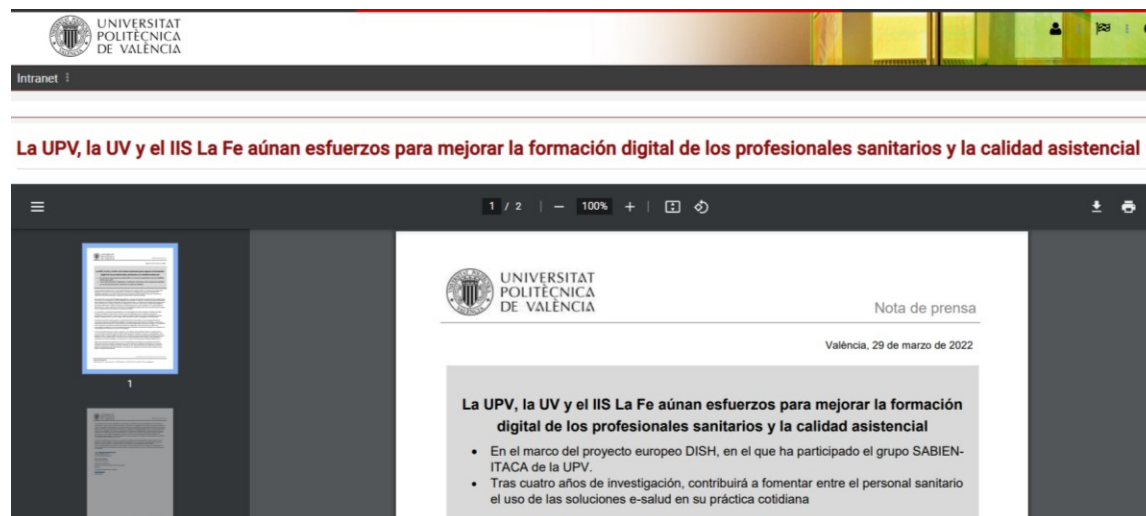 UNIVERSITAT
POLITÈCNICA
DE VALÈNCIA
Intranet
La UPV, la UV y el IIS La Fe aúnan esfuerzos para mejorar la formación digital de los profesionales sanitarios y la calidad asistencial
1 / 2 | − 100% + |
1
UNIVERSITAT
POLITÈCNICA
DE VALÈNCIA
Nota de prensa
València, 29 de marzo de 2022
La UPV, la UV y el IIS La Fe aúnan esfuerzos para mejorar la formación
digital de los profesionales sanitarios y la calidad asistencial
• En el marco del proyecto europeo DISH, en el que ha participado el grupo SABIEN-
ITACA de la UPV.
• Tras cuatro años de investigación, contribuirá a fomentar entre el personal sanitario
el uso de las soluciones e-salud en su práctica cotidiana